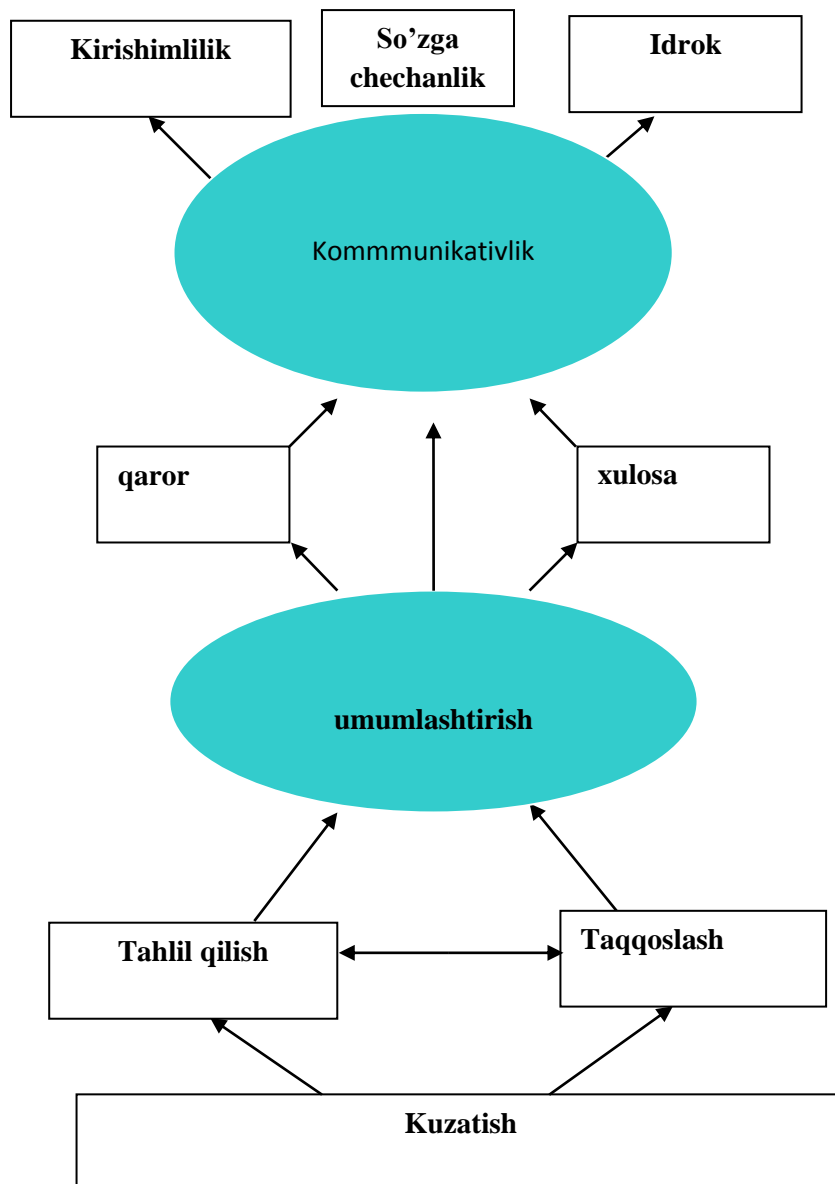 Kirishimlilik
So’zga
chechanlik
Idrok
Kommmunikativlik
qaror
xulosa
umumlashtirish
Tahlil qilish
Taqqoslash
Kuzatish